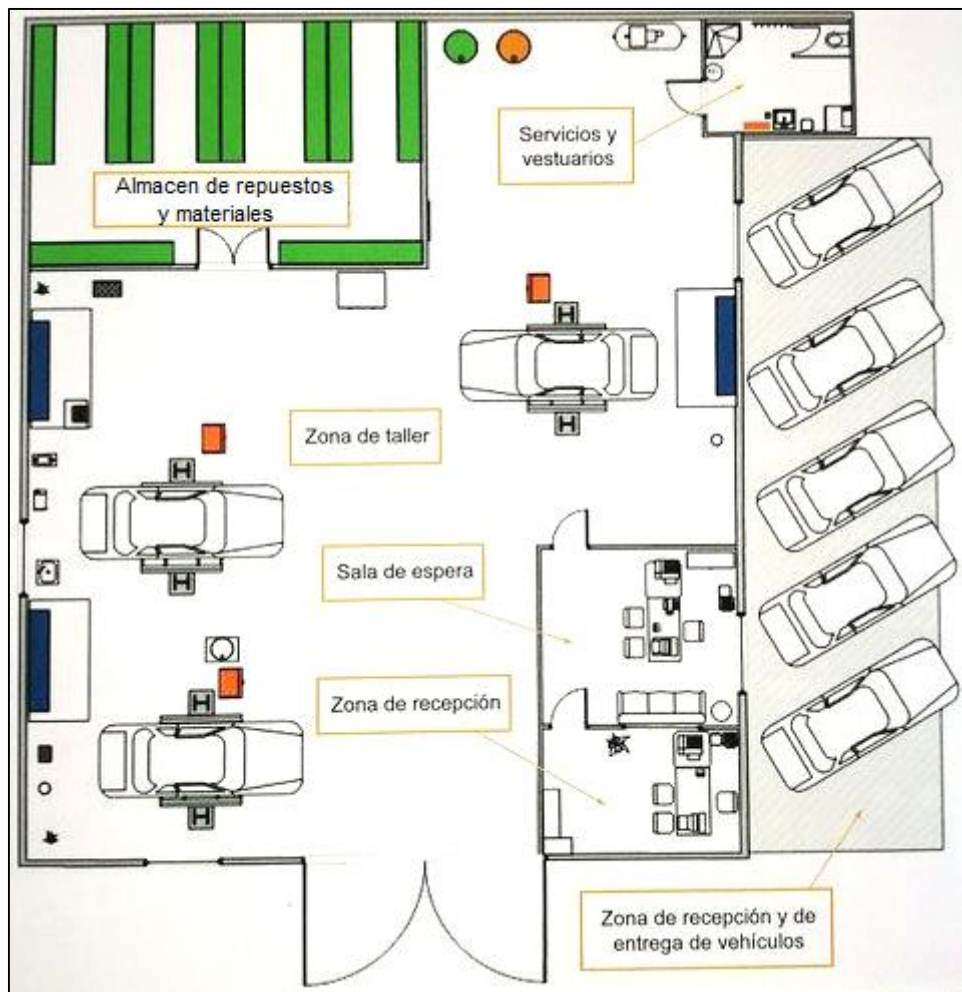 Servicios y
vestuarios
Almacen de repuestos
y materiales
Zona de taller
Sala de espera
Zona de recepción
Zona de recepción y de
entrega de vehículos